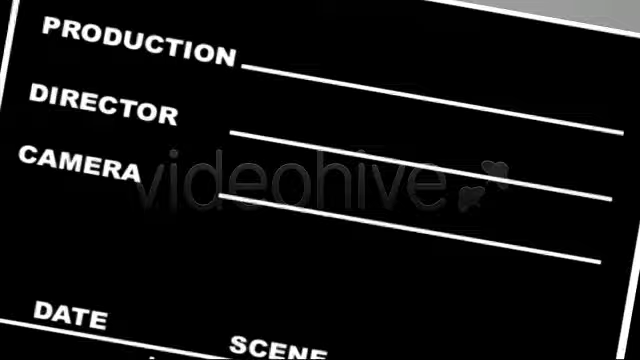 PRODUCTION
DIRECTOR
CAMERA
videohive
DATE
SCENE